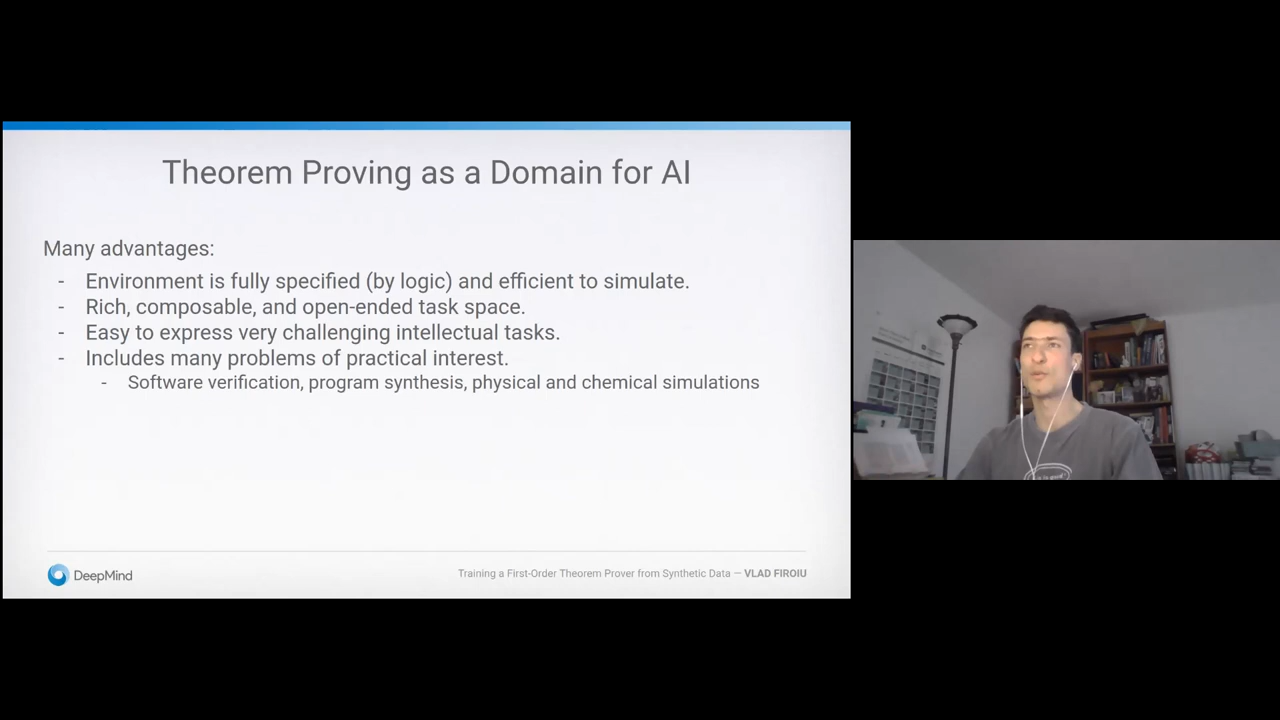 Theorem Proving as a Domain for AI
Many advantages:
- Environment is fully specified (by logic) and efficient to simulate.
- Rich, composable, and open-ended task space.
- Easy to express very challenging intellectual tasks.
- Includes many problems of practical interest.
- Software verification, program synthesis, physical and chemical simulations
DeepMind
Training a First-Order Theorem Prover from Synthetic Data — VLAD FIROIU